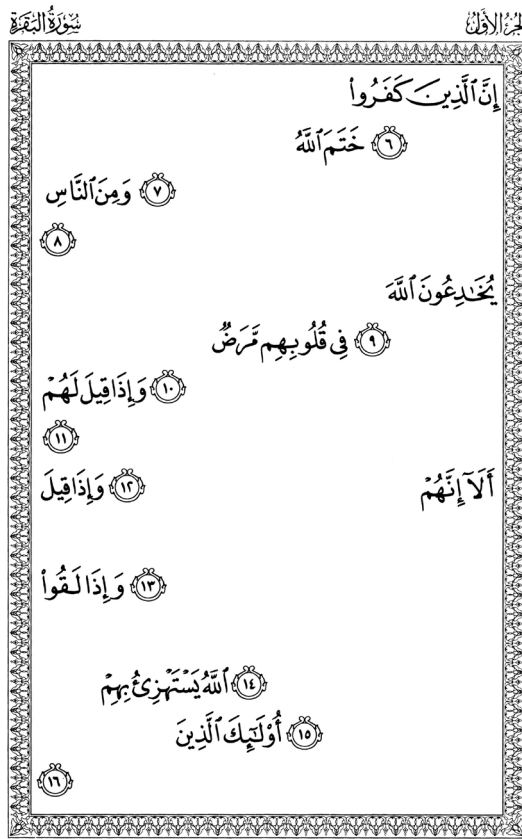 الجزء الأول سورة البقرة
إِنَّ ٱلَّذِينَ كَفَرُوا۟
٦ خَتَمَ ٱللَّهُ
٧ وَمِنَ ٱلنَّاسِ
٨
يُخَـٰدِعُونَ ٱللَّهَ
٩ فِى قُلُوبِهِم مَّرَضٌ
١٠ وَإِذَا قِيلَ لَهُمْ
١١
أَلَآ إِنَّهُمْ ١٢ وَإِذَا قِيلَ
١٣ وَإِذَا لَقُوا۟
١٤ ٱللَّهُ يَسْتَهْزِئُ بِهِمْ
١٥ أُو۟لَـٰٓئِكَ ٱلَّذِينَ
١٦